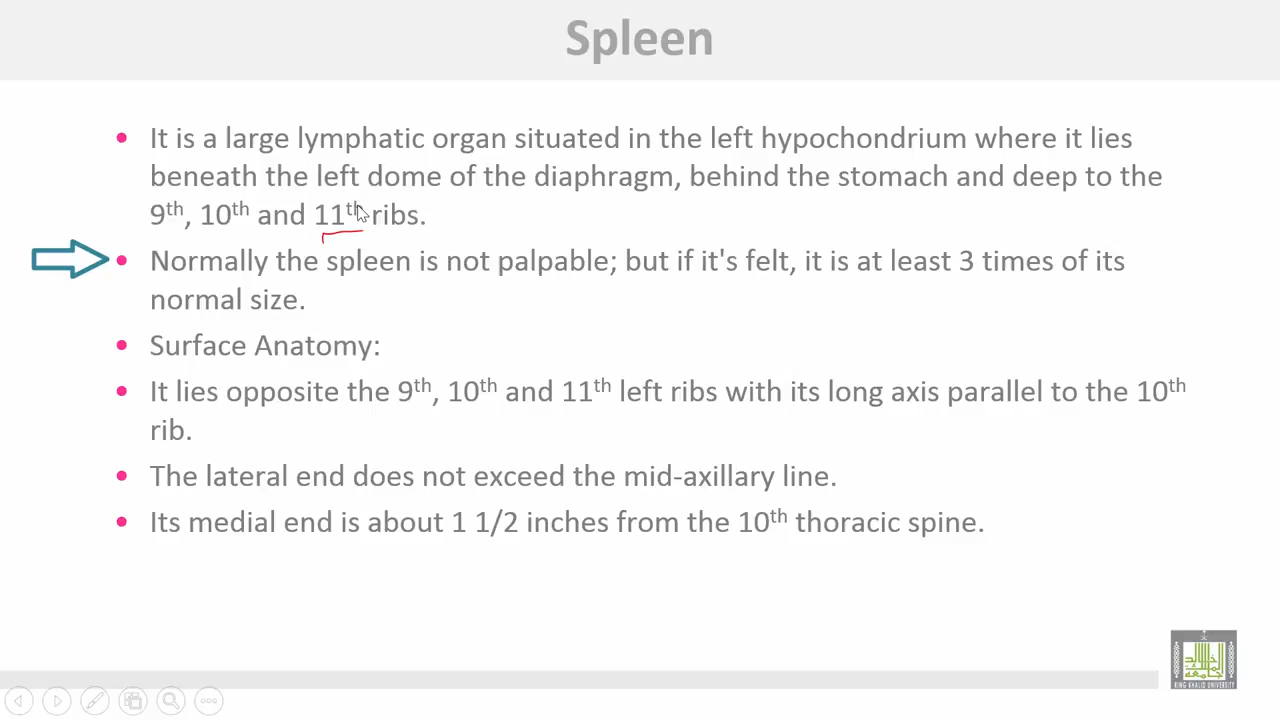 Spleen
• It is a large lymphatic organ situated in the left hypochondrium where it lies
beneath the left dome of the diaphragm, behind the stomach and deep to the
9th, 10th and 11th ribs.
• Normally the spleen is not palpable; but if it's felt, it is at least 3 times of its
normal size.
• Surface Anatomy:
• It lies opposite the 9th, 10th and 11th left ribs with its long axis parallel to the 10th
rib.
• The lateral end does not exceed the mid-axillary line.
• Its medial end is about 1 1/2 inches from the 10th thoracic spine.
KING KHALID UNIVERSITY